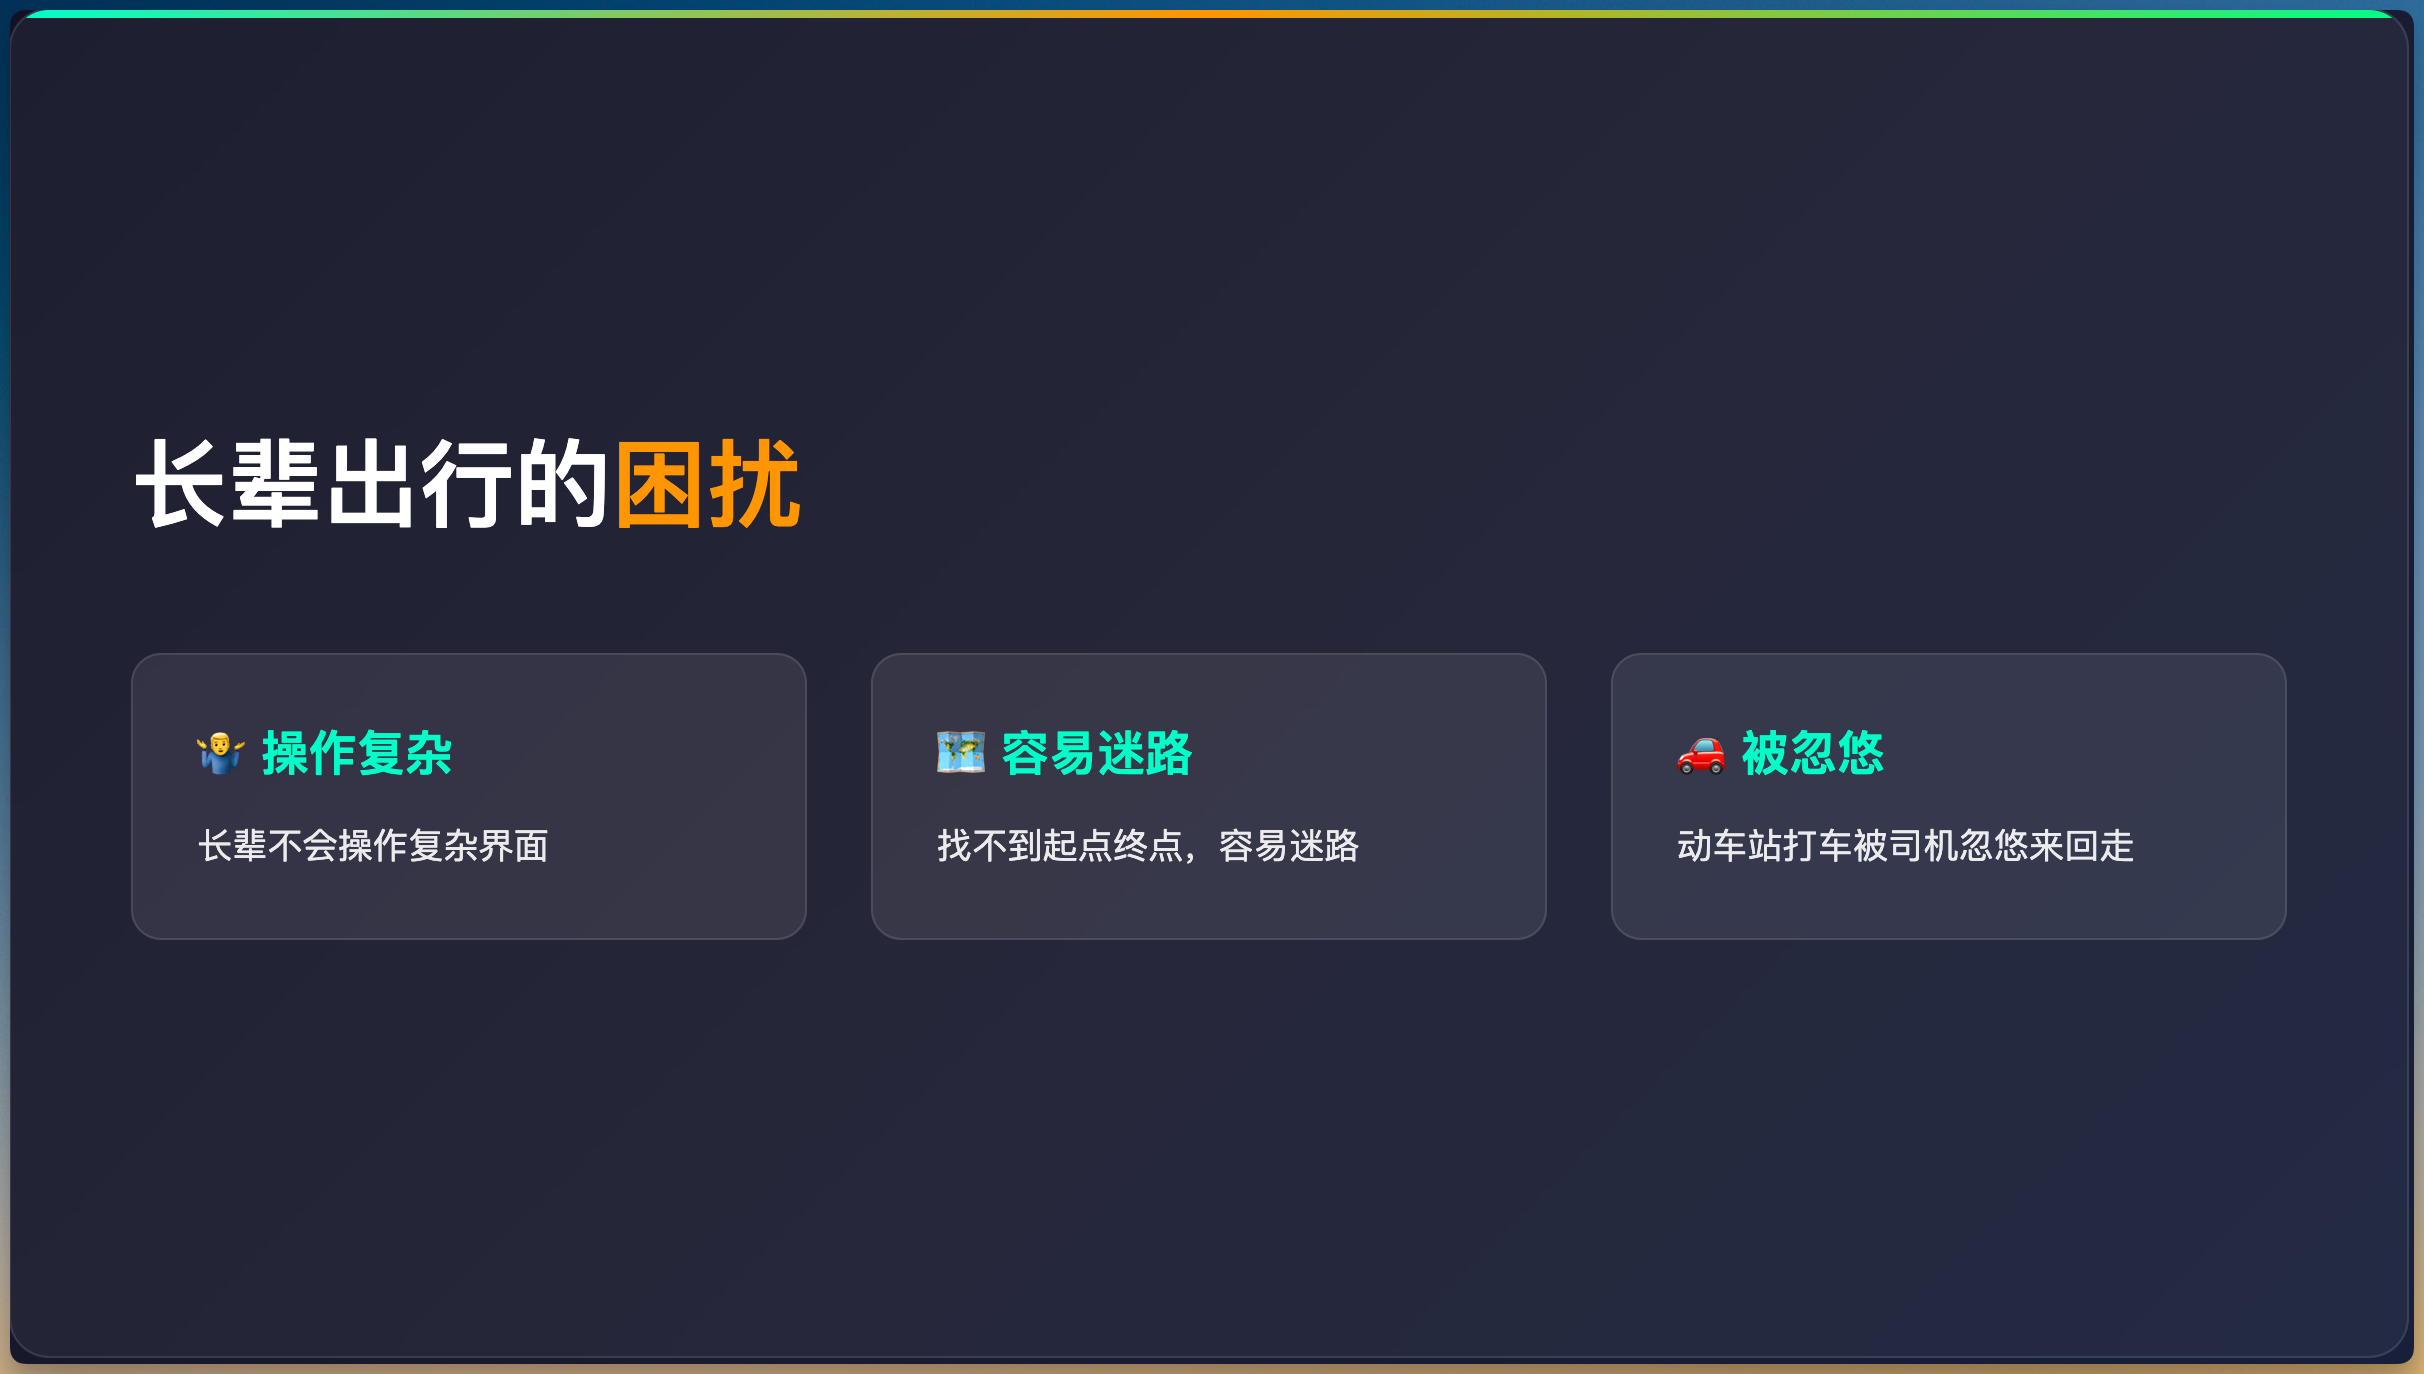 长辈出行的困扰
🤷‍♂️ 操作复杂
长辈不会操作复杂界面
🗺️ 容易迷路
找不到起点终点，容易迷路
🚗 被忽悠
动车站打车被司机忽悠来回走